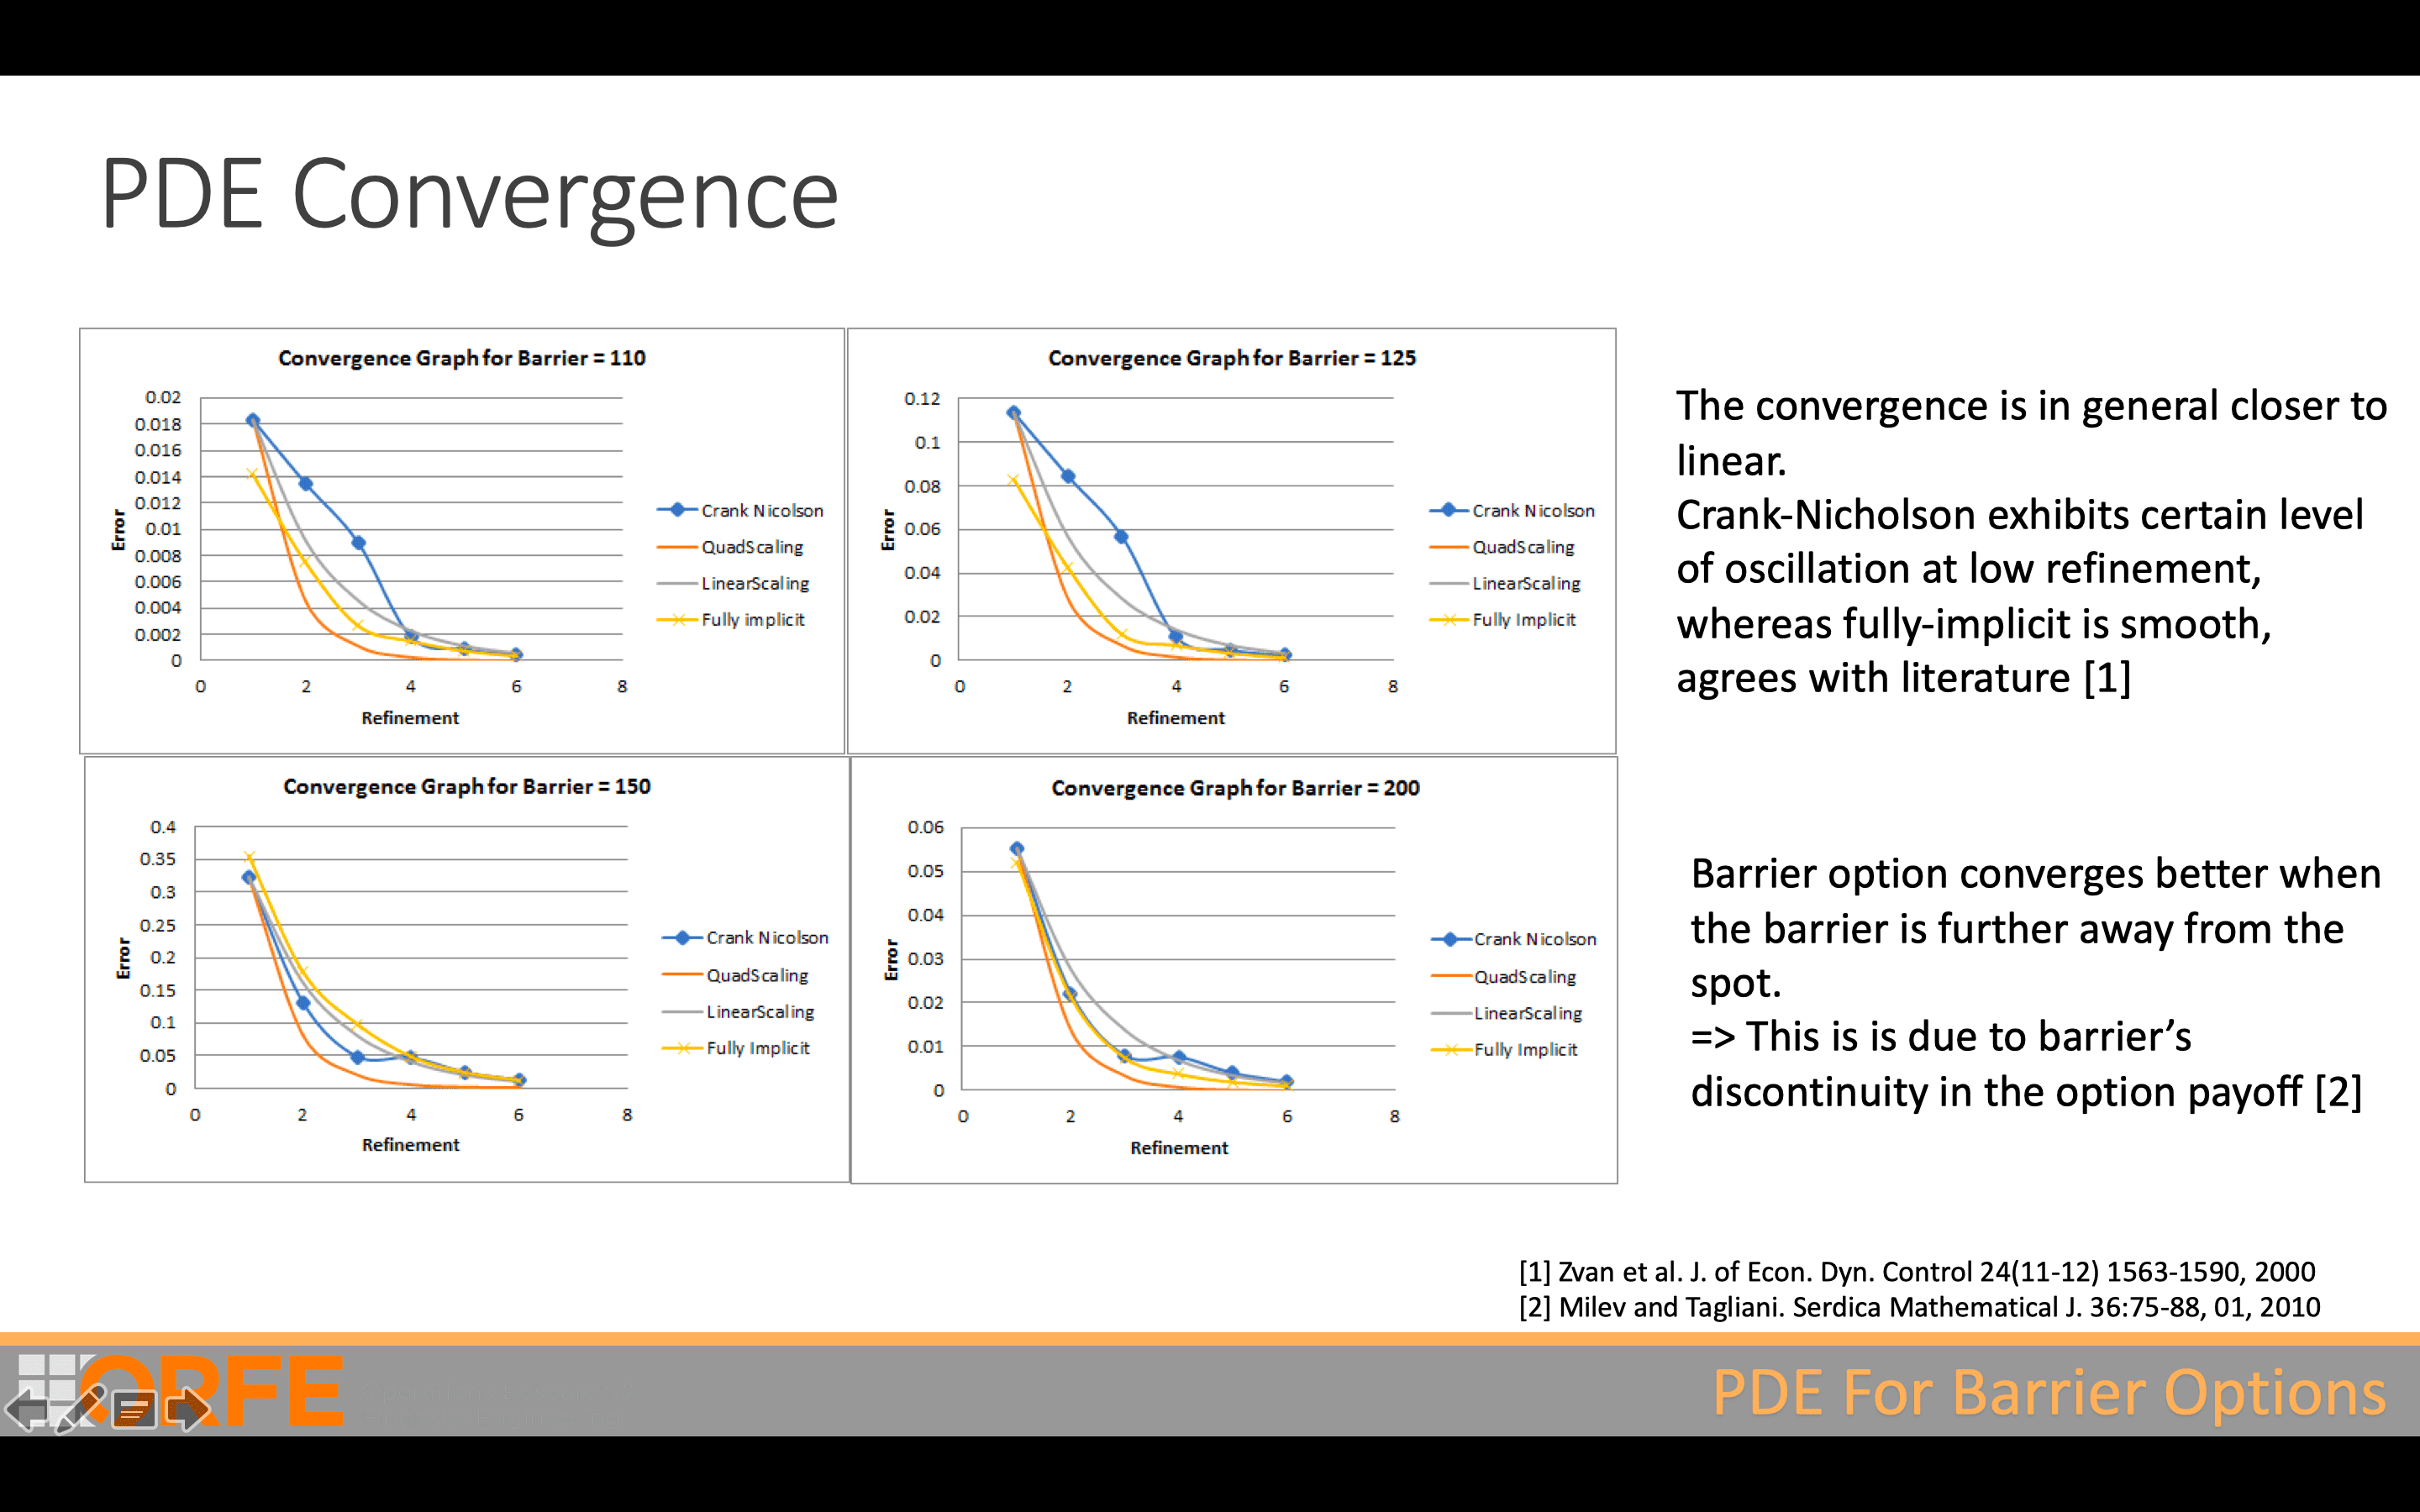 PDE Convergence
Convergence Graph for Barrier = 110
0.02
0.018
0.016
0.014
0.012
0.01
0.008
0.006
0.004
0.002
0
Error
0 2 4 6 8
Refinement
Crank Nicolson
QuadScaling
LinearScaling
Fully implicit
Convergence Graph for Barrier = 125
0.12
0.1
0.08
0.06
0.04
0.02
0
Error
0 2 4 6 8
Refinement
Crank Nicolson
QuadScaling
LinearScaling
Fully Implicit
Convergence Graph for Barrier = 150
0.4
0.35
0.3
0.25
0.2
0.15
0.1
0.05
0
Error
0 2 4 6 8
Refinement
Crank Nicolson
QuadScaling
LinearScaling
Fully Implicit
Convergence Graph for Barrier = 200
0.06
0.05
0.04
0.03
0.02
0.01
0
Error
0 2 4 6 8
Refinement
Crank Nicolson
QuadScaling
LinearScaling
Fully Implicit
The convergence is in general closer to
linear.
Crank-Nicholson exhibits certain level
of oscillation at low refinement,
whereas fully-implicit is smooth,
agrees with literature [1]
Barrier option converges better when
the barrier is further away from the
spot.
=> This is is due to barrier’s
discontinuity in the option payoff [2]
[1] Zvan et al. J. of Econ. Dyn. Control 24(11-12) 1563-1590, 2000
[2] Milev and Tagliani. Serdica Mathematical J. 36:75-88, 01, 2010
ORFE
PDE For Barrier Options